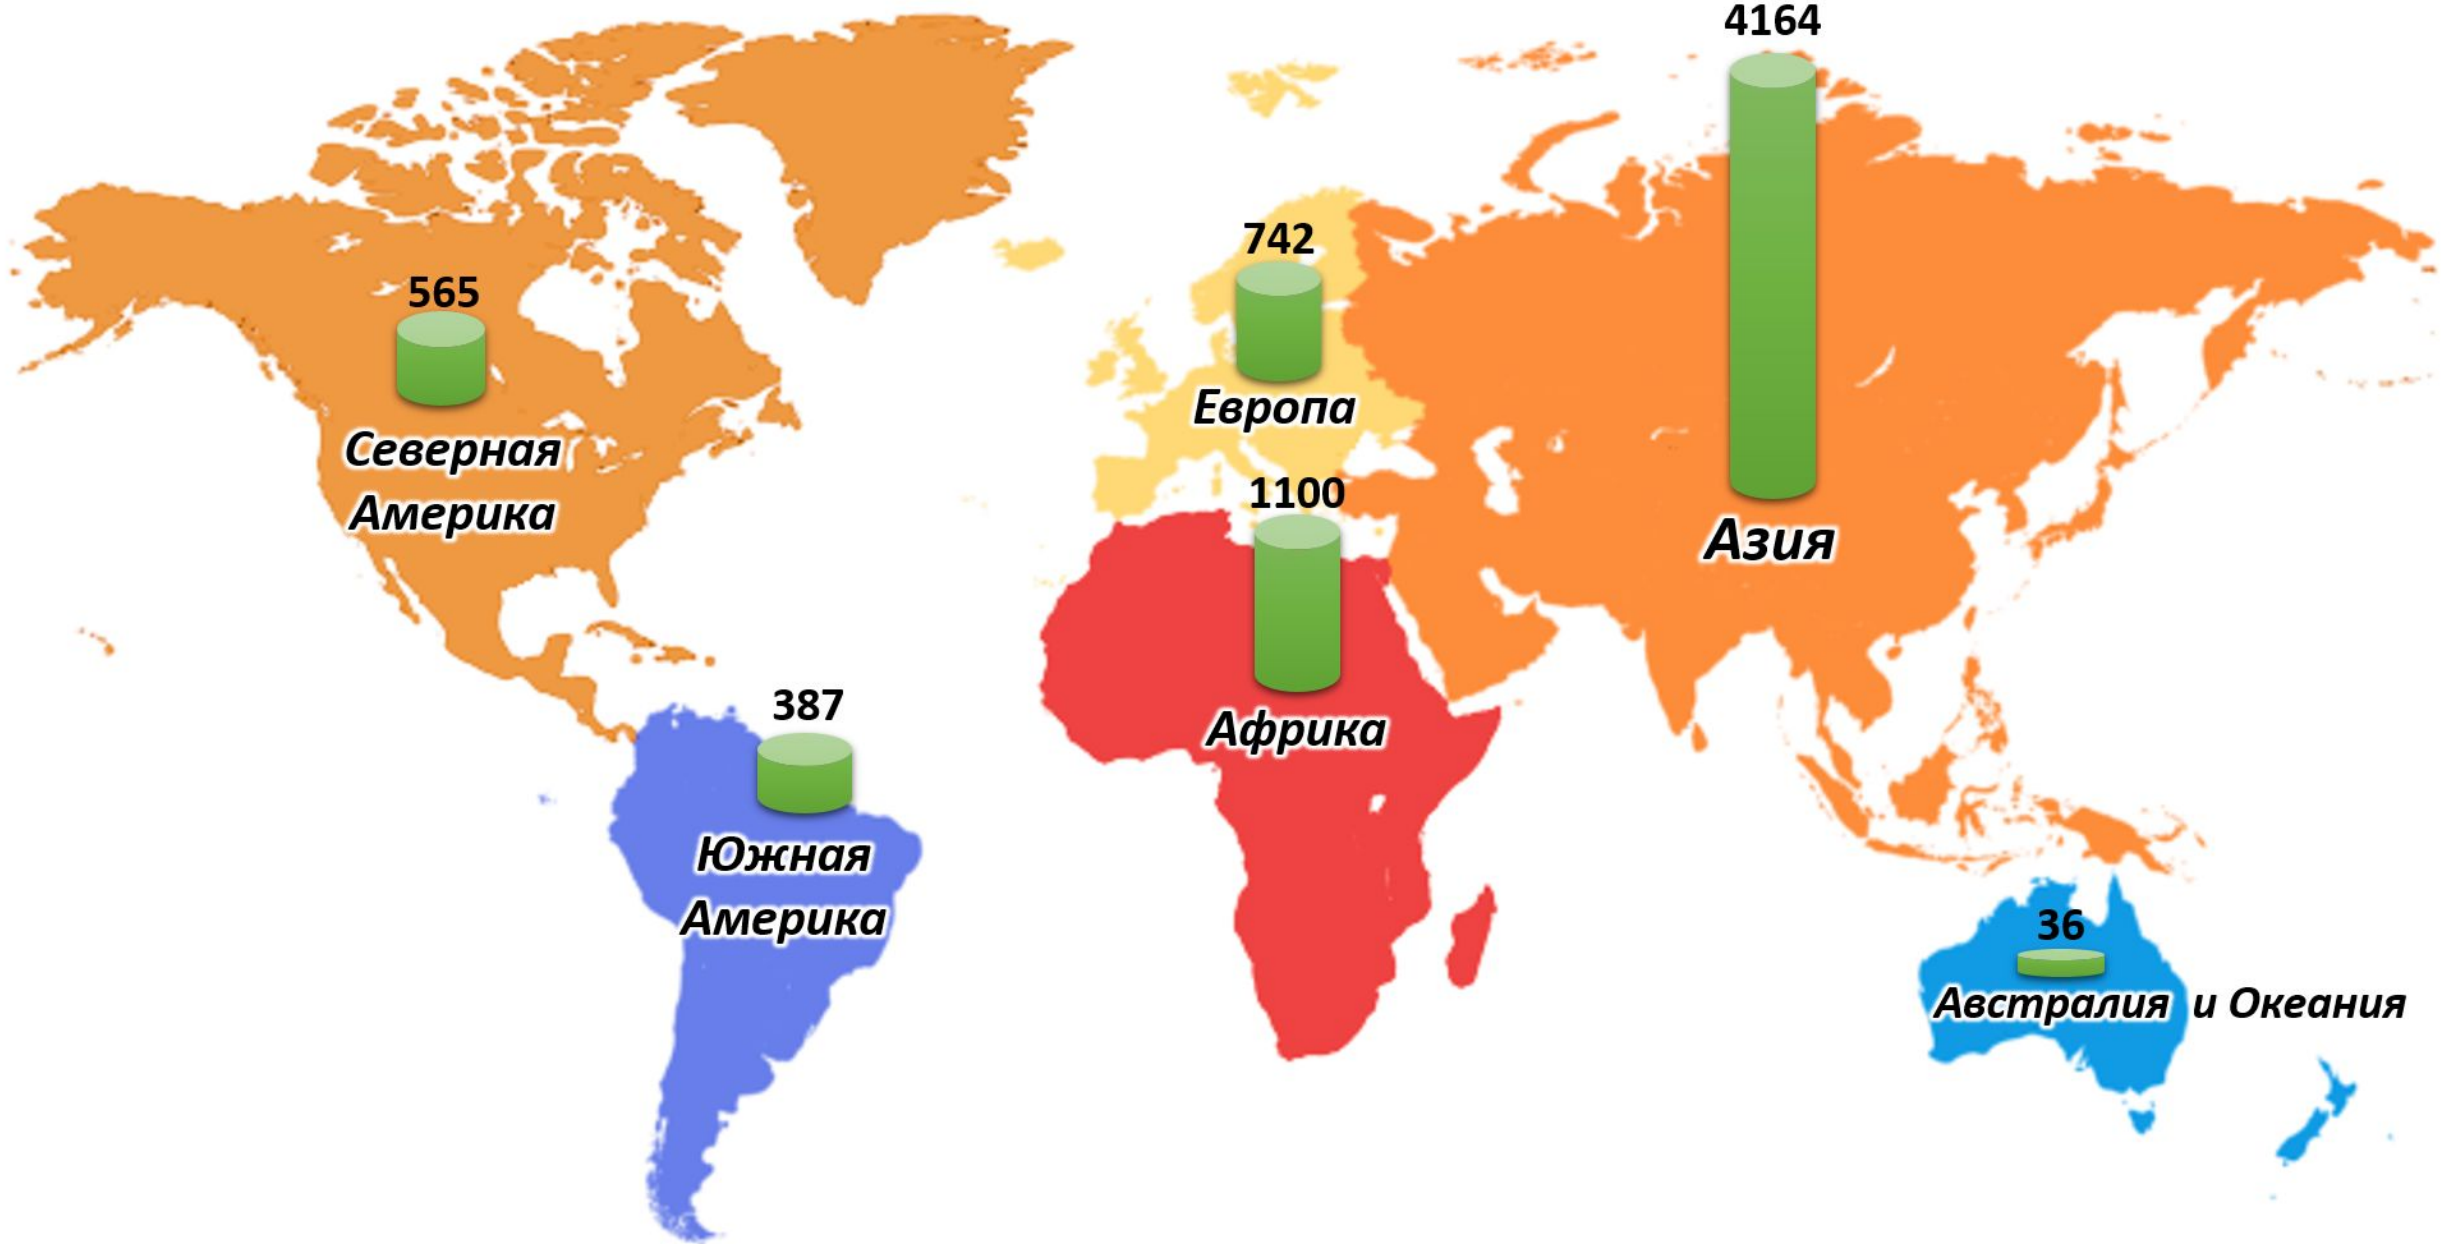 4164
742
565
Европа
Северная
Америка
1100
Азия
387
Африка
Южная
Америка
36
Австралия и Океания